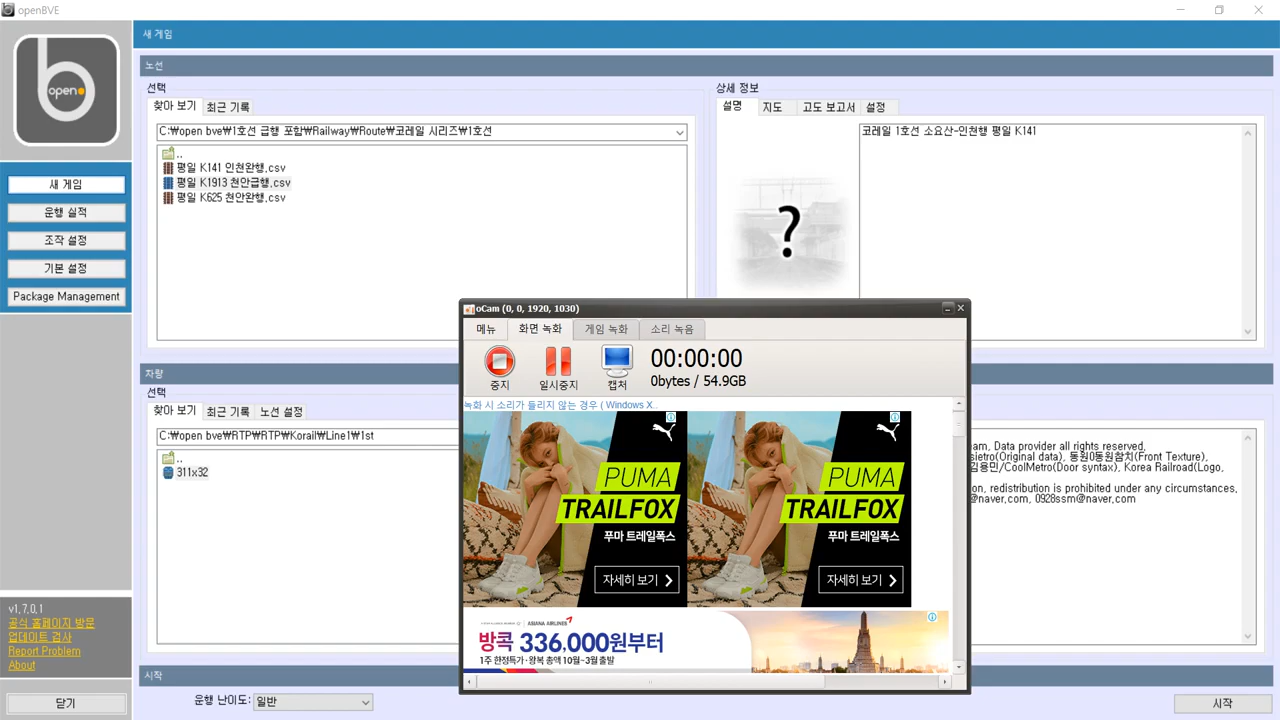 openBVE
open
새 게임
운행 실적
조작 설정
기본 설정
Package Management
v1.7.0.1
공식 홈페이지 방문
업데이트 검사
Report Problem
About
닫기
새 게임
노선
선택
찾아 보기
최근 기록
C:₩open bve₩1호선 급행 포함₩Railway₩Route₩코레일 시리즈₩1호선
..
평일 K141 인천완행.csv
평일 K1913 천안급행.csv
평일 K625 천안완행.csv
상세 정보
설명
지도
고도 보고서
설정
?
코레일 1호선 소요산-인천행 평일 K141
차량
선택
찾아 보기
최근 기록
노선 설정
C:₩open bve₩RTP₩RTP₩Korail₩Line1₩1st
..
311x32
am, Data provider all rights reserved.
sietro(Original data), 동원0동원참치(Front Texture),
김용민/CoolMetro(Door syntax), Korea Railroad(Logo,
on, redistribution is prohibited under any circumstances,
@naver.com, 0928ssm@naver.com
시작
운행 난이도:
일반
시작
oCam (0, 0, 1920, 1030)
메뉴
화면 녹화
게임 녹화
소리 녹음
중지
일시중지
캡처
00:00:00
0bytes / 54.9GB
녹화 시 소리가 들리지 않는 경우 ( Windows X..
PUMA
TRAILFOX
푸마 트레일폭스
자세히 보기
PUMA
TRAILFOX
푸마 트레일폭스
자세히 보기
ASIANA AIRLINES
방콕 336,000원부터
1주 한정특가·왕복 총액 10월~3월 출발